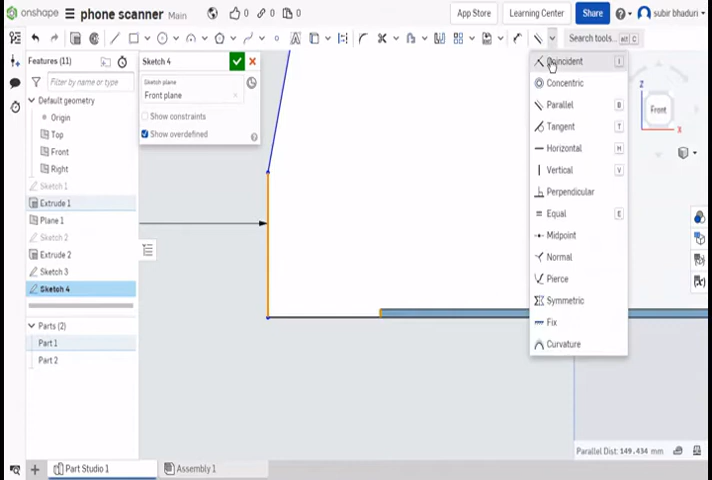 onshape phone scanner Main 0 0 0 App Store Learning Center Share subir bhaduri
Search tools... alt C
Features (11)
Filter by name or type
Default geometry
Origin
Top
Front
Right
Sketch 1
Extrude 1
Plane 1
Sketch 2
Extrude 2
Sketch 3
Sketch 4
Parts (2)
Part 1
Part 2
Sketch 4
Sketch plane
Front plane
Show constraints
Show overdefined
Coincident I
Concentric
Parallel B
Tangent T
Horizontal H
Vertical V
Perpendicular
Equal E
Midpoint
Normal
Pierce
Symmetric
Fix
Curvature
Z
Front
X
Parallel Dist: 149.434 mm
Part Studio 1 Assembly 1